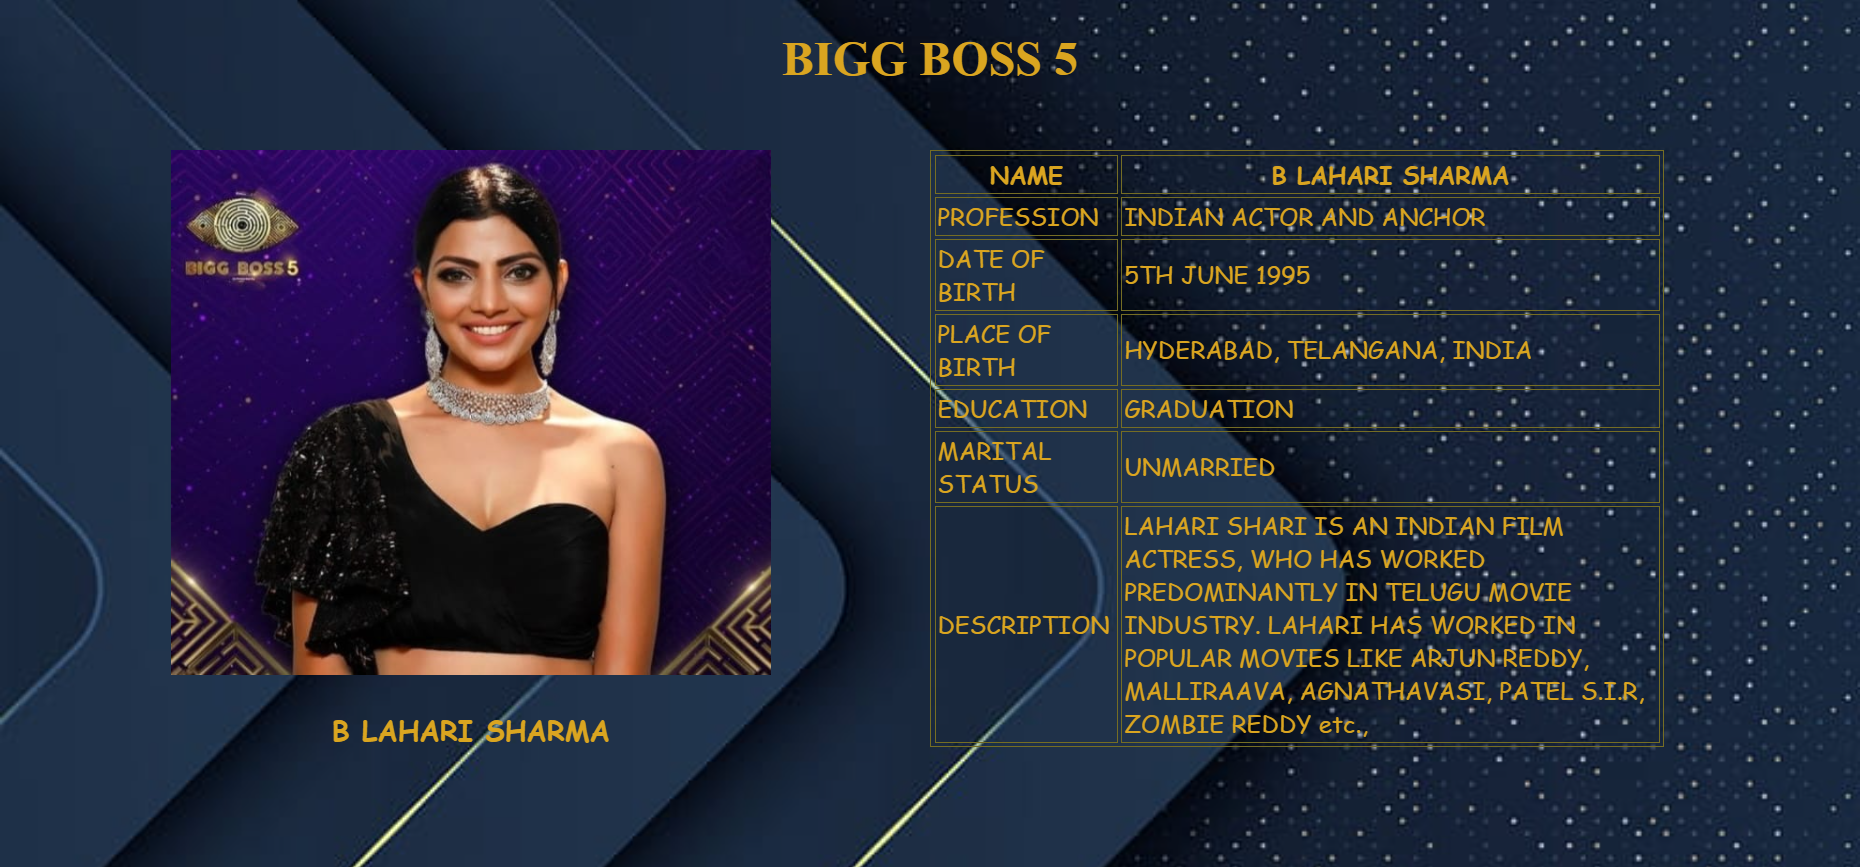 BIGG BOSS 5
BIGG BOSS 5
B LAHARI SHARMA
NAME B LAHARI SHARMA
PROFESSION INDIAN ACTOR AND ANCHOR
DATE OF
BIRTH
5TH JUNE 1995
PLACE OF
BIRTH
HYDERABAD, TELANGANA, INDIA
EDUCATION GRADUATION
MARITAL
STATUS
UNMARRIED
DESCRIPTION
LAHARI SHARI IS AN INDIAN FILM
ACTRESS, WHO HAS WORKED
PREDOMINANTLY IN TELUGU MOVIE
INDUSTRY. LAHARI HAS WORKED IN
POPULAR MOVIES LIKE ARJUN REDDY,
MALLIRAAVA, AGNATHAVASI, PATEL S.I.R,
ZOMBIE REDDY etc.,